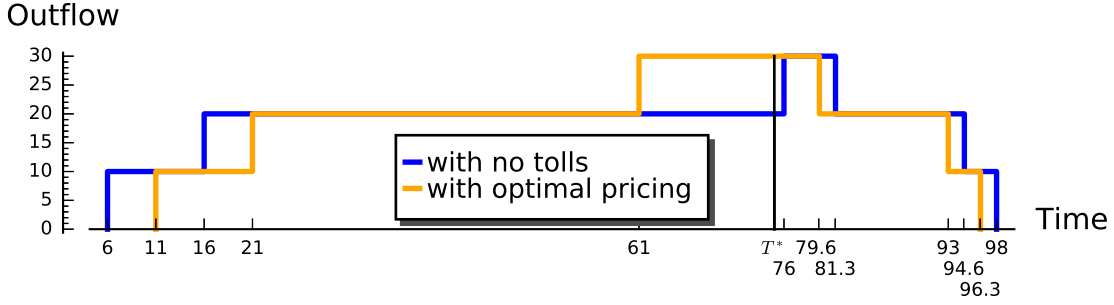 Outflow
30
25
20
15
10
5
0
with no tolls
with optimal pricing
Time
6 11 16 21 61 T* 79.6 93 98
76 81.3 94.6
96.3